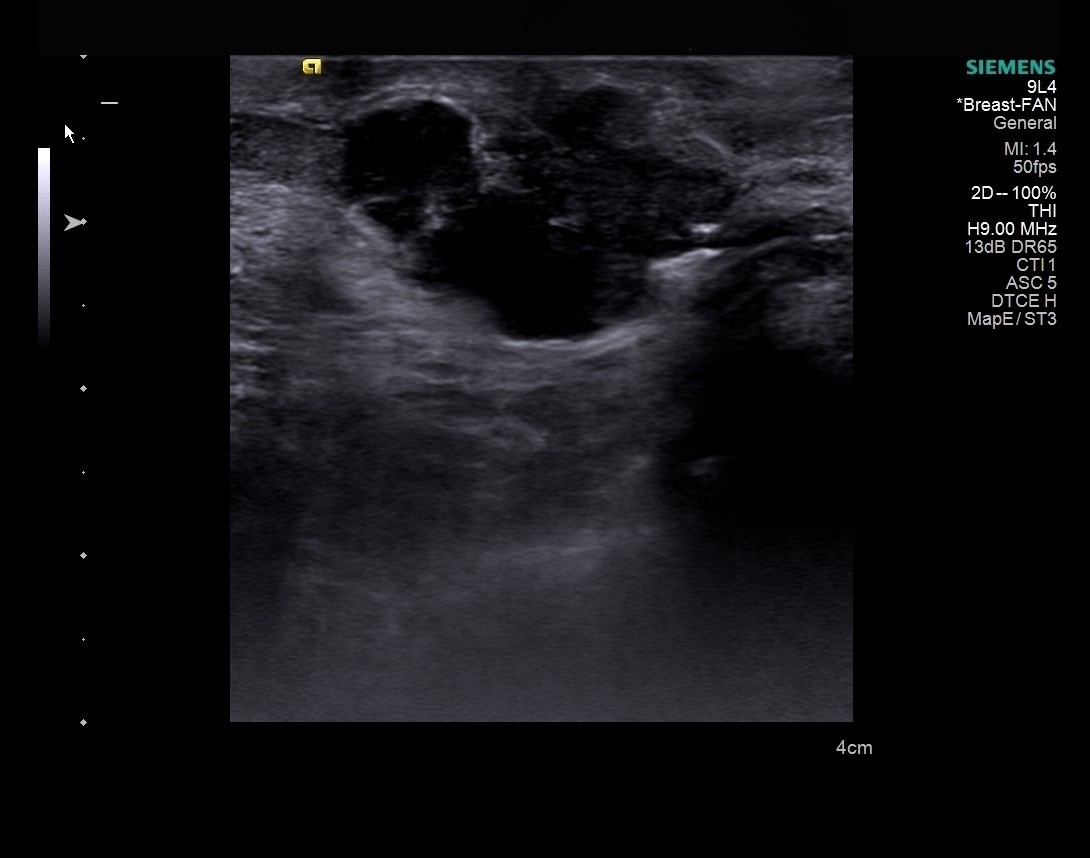 SIEMENS
9L4
*Breast-FAN
General
MI: 1.4
50fps
2D--100%
THI
H9.00 MHz
13dB DR65
CTI 1
ASC 5
DTCE H
MapE / ST3
4cm